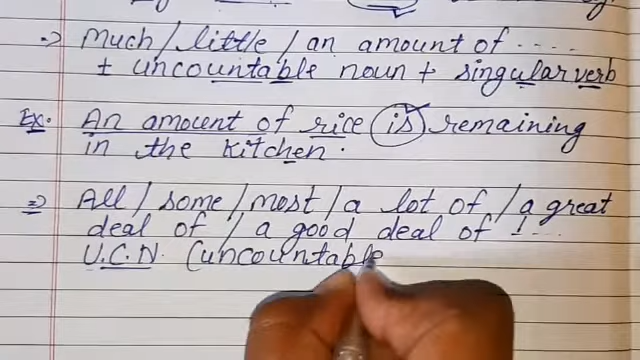 => Much / little / an amount of ....
+ uncountable noun + singular verb
Ex: An amount of rice is remaining
in the kitchen.
=> All / some / most / a lot of / a great
deal of / a good deal of / ...
U.C.N. (uncountable